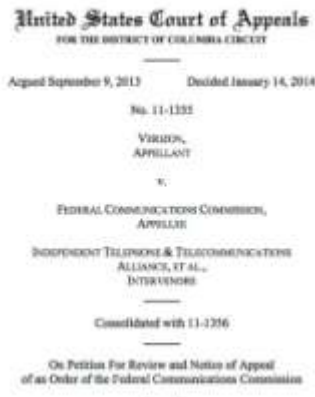 United States Court of Appeals
FOR THE DISTRICT OF COLUMBIA CIRCUIT
Argued September 9, 2013 Decided January 14, 2014
No. 11-1355
VERIZON,
APPELLANT
v.
FEDERAL COMMUNICATIONS COMMISSION,
APPELLEE
INDEPENDENT TELEPHONE & TELECOMMUNICATIONS
ALLIANCE, ET AL.,
INTERVENORS
Consolidated with 11-1356
On Petition For Review and Notice of Appeal
of an Order of the Federal Communications Commission